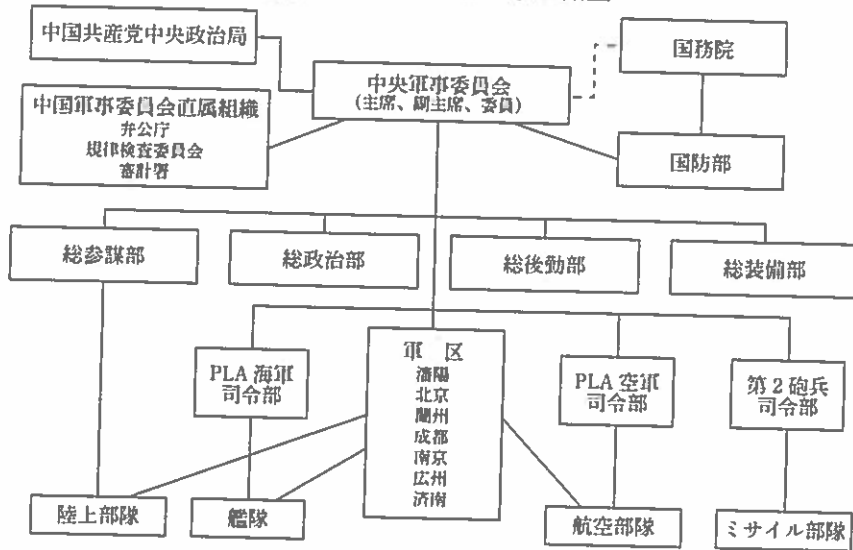 中国共産党中央政治局
国務院
中央軍事委員会
(主席、副主席、委員)
中国軍事委員会直属組織
弁公庁
規律検査委員会
審計署
国防部
総参謀部
総政治部
総後勤部
総装備部
PLA 海軍
司令部
軍 区
瀋陽
北京
蘭州
成都
南京
広州
済南
PLA 空軍
司令部
第2砲兵
司令部
陸上部隊
艦隊
航空部隊
ミサイル部隊